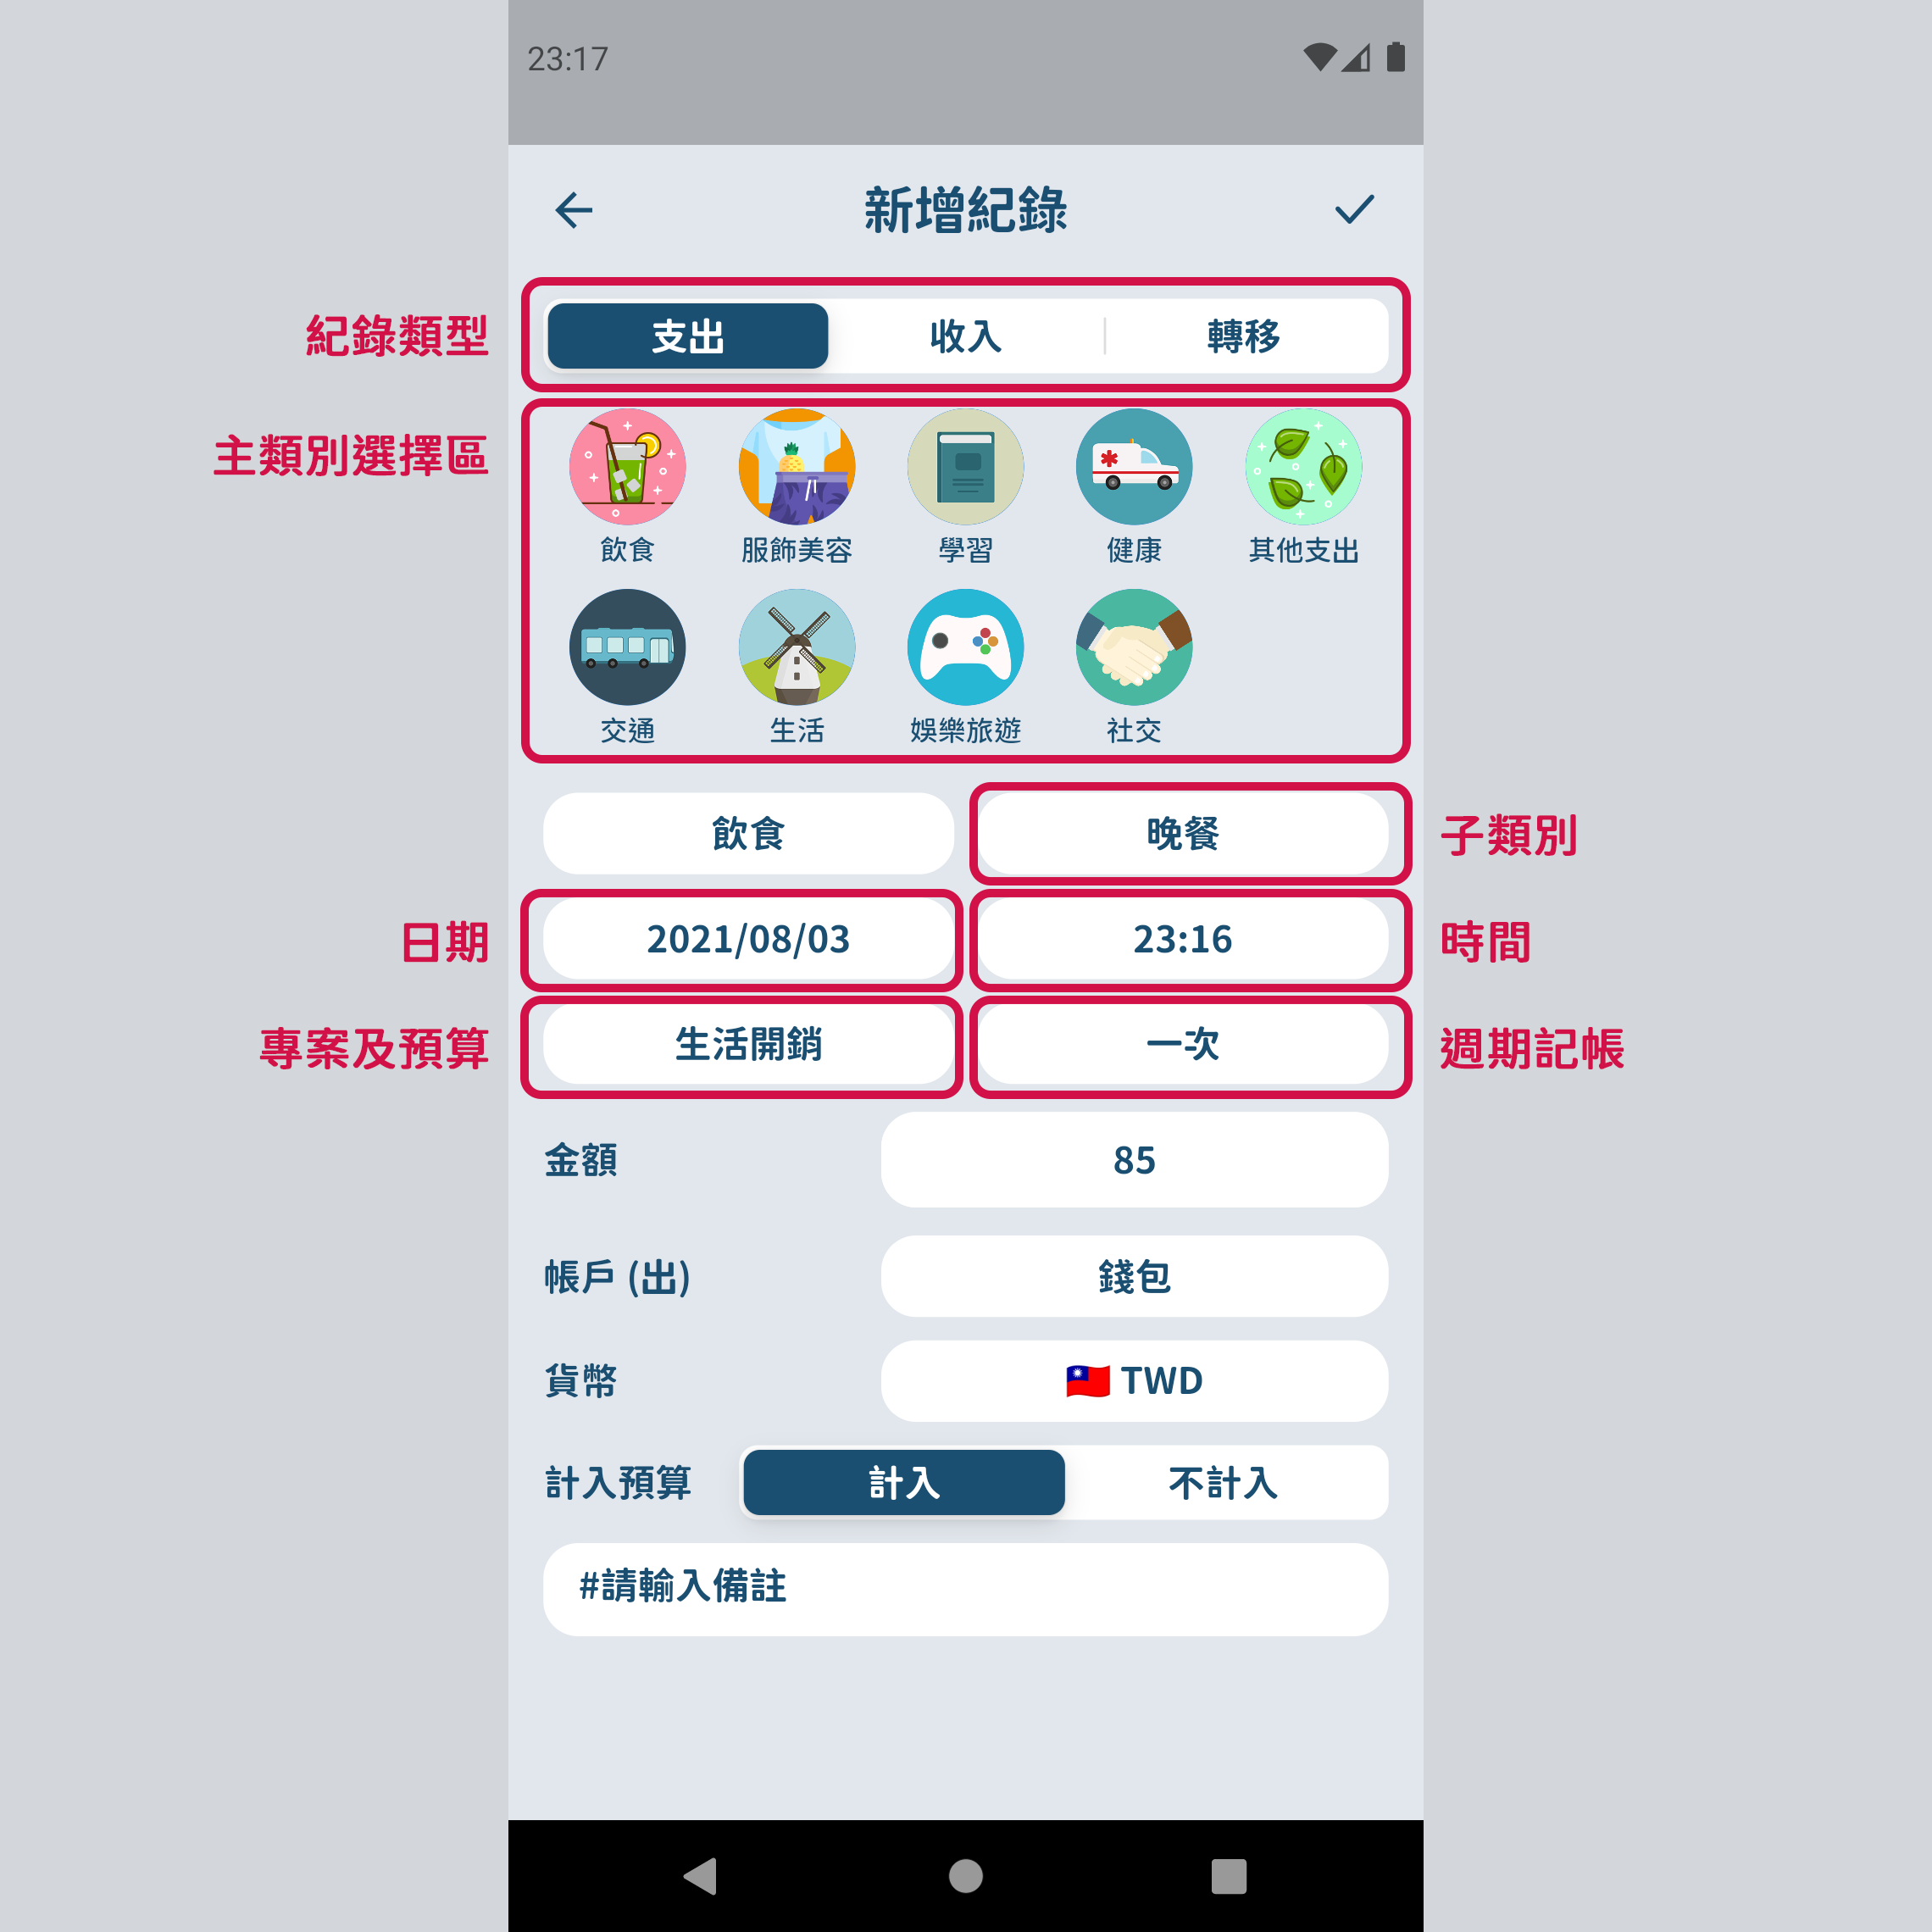 23:17
新增紀錄
紀錄類型
支出
收入
轉移
主類別選擇區
飲食
服飾美容
學習
健康
其他支出
交通
生活
娛樂旅遊
社交
飲食
晚餐
子類別
日期
2021/08/03
23:16
時間
專案及預算
生活開銷
一次
週期記帳
金額
85
帳戶 (出)
錢包
貨幣
🇹🇼 TWD
計入預算
計入
不計入
#請輸入備註